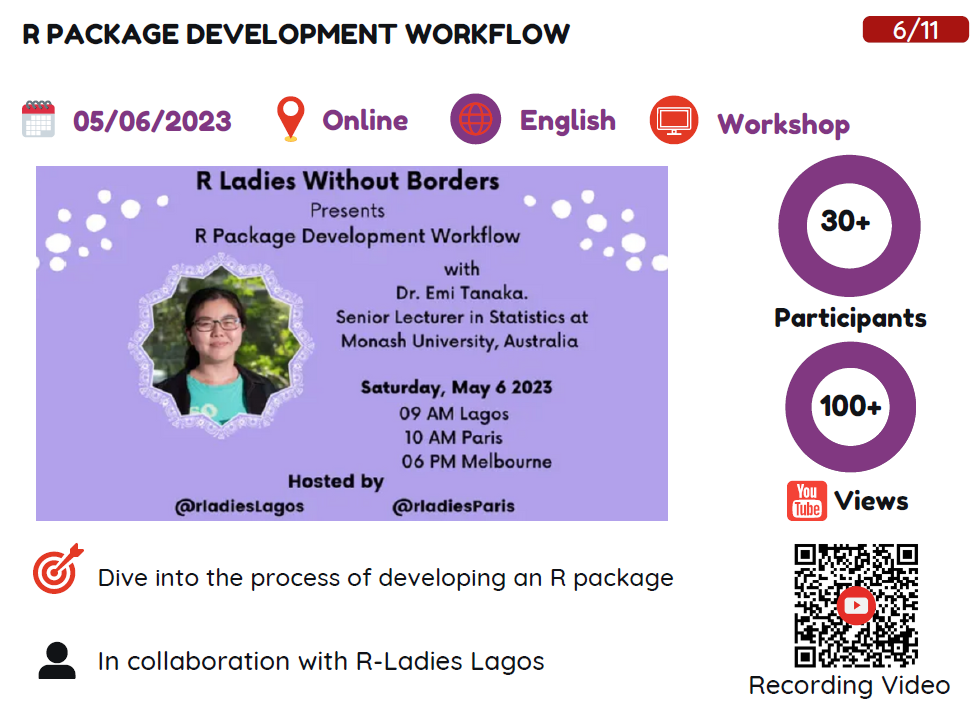 R PACKAGE DEVELOPMENT WORKFLOW
6/11
05/06/2023
Online
English
Workshop
R Ladies Without Borders
Presents
R Package Development Workflow
with
Dr. Emi Tanaka.
Senior Lecturer in Statistics at
Monash University, Australia
Saturday, May 6 2023
09 AM Lagos
10 AM Paris
06 PM Melbourne
Hosted by
@rladiesLagos
@rladiesParis
30+
Participants
100+
You
Tube
Views
Dive into the process of developing an R package
In collaboration with R-Ladies Lagos
Recording Video